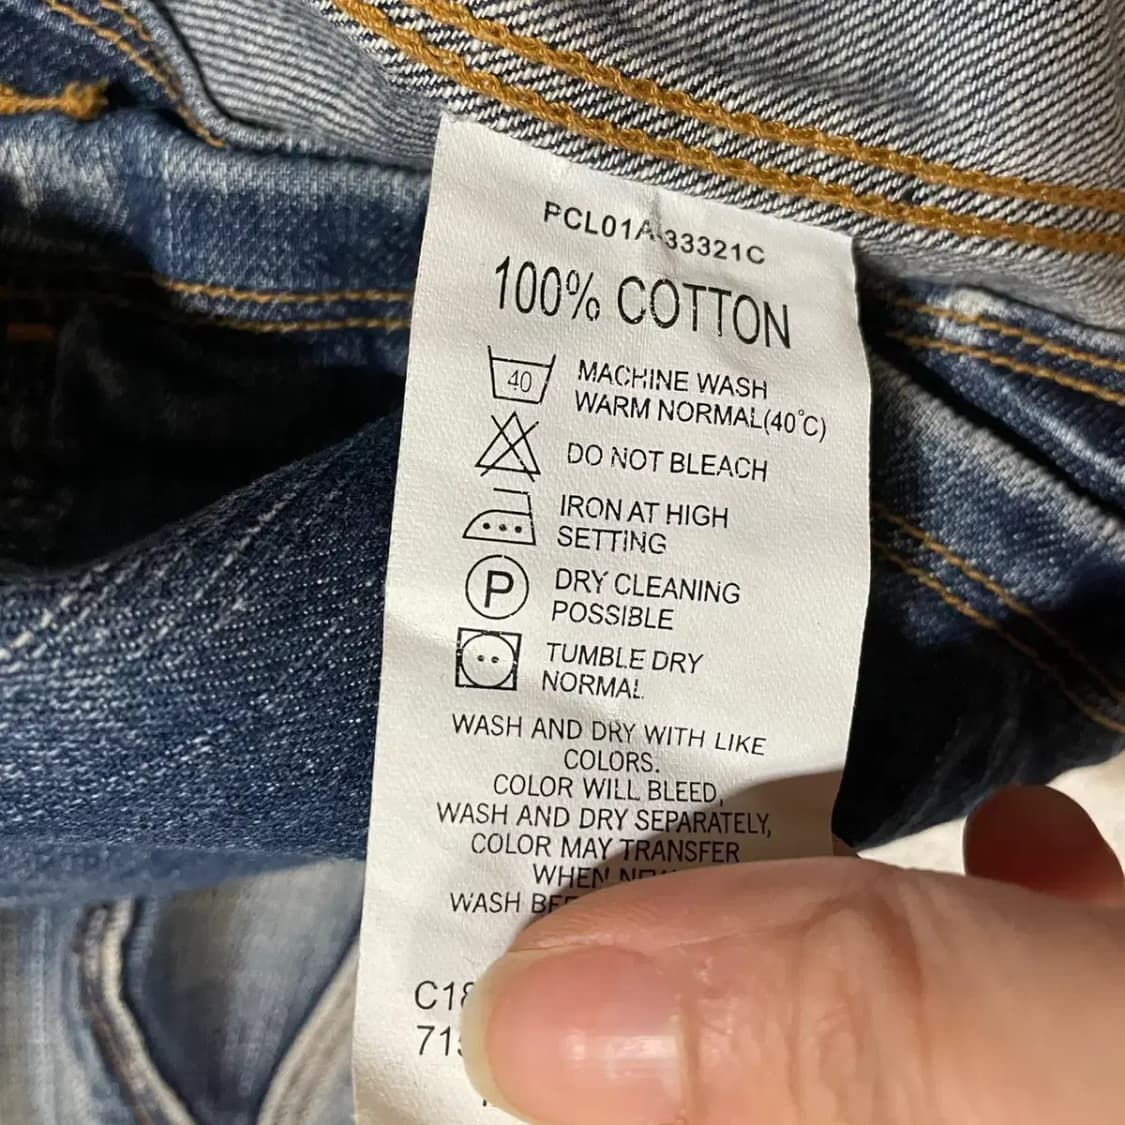 PCL01A-33321C
100% COTTON
40
MACHINE WASH
WARM NORMAL(40°C)
DO NOT BLEACH
IRON AT HIGH
SETTING
P
DRY CLEANING
POSSIBLE
TUMBLE DRY
NORMAL
WASH AND DRY WITH LIKE
COLORS.
COLOR WILL BLEED,
WASH AND DRY SEPARATELY,
COLOR MAY TRANSFER
WHEN
WASH